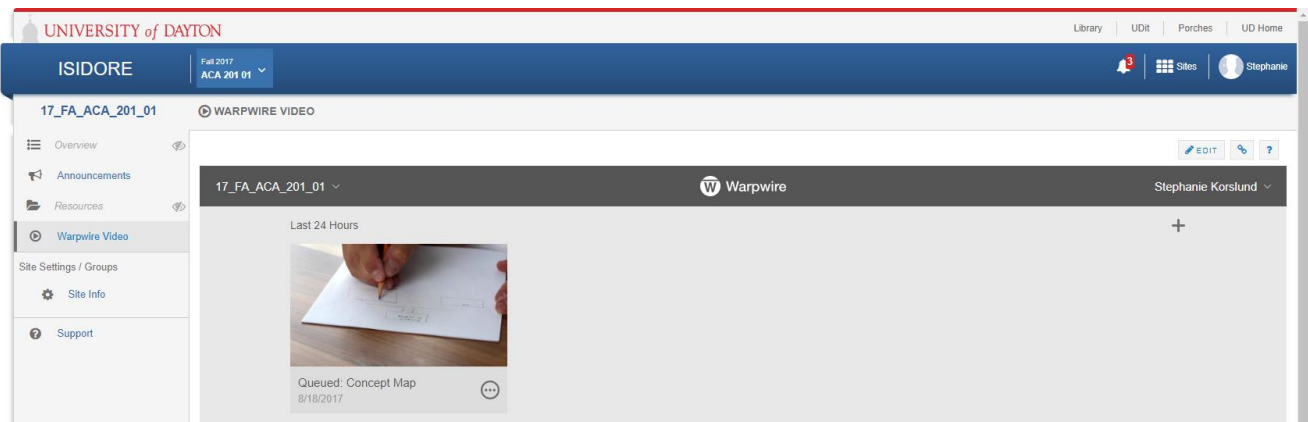 UNIVERSITY of DAYTON
Library UDit Porches UD Home
ISIDORE
Fall 2017
ACA 201 01
3
Sites
Stephanie
17_FA_ACA_201_01
WARPWIRE VIDEO
Overview
EDIT ?
Announcements
17_FA_ACA_201_01
W Warpwire
Stephanie Korslund
Resources
Last 24 Hours
+
Warpwire Video
Site Settings / Groups
Site Info
Support
Queued: Concept Map
8/18/2017